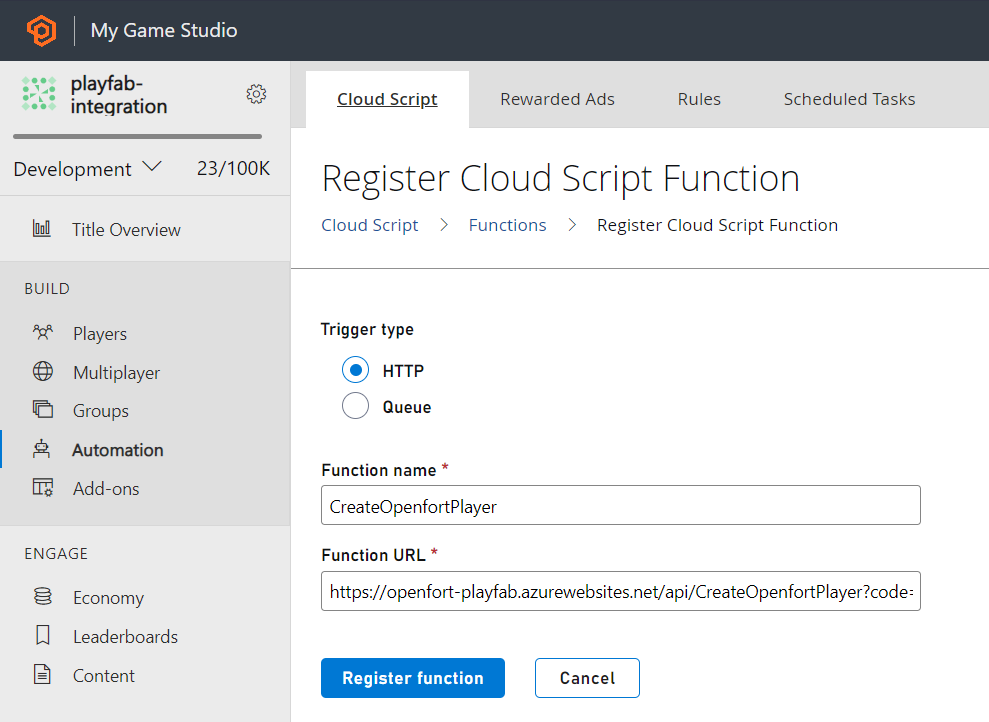 My Game Studio
playfab-
integration
Development 23/100K
Title Overview
BUILD
Players
Multiplayer
Groups
Automation
Add-ons
ENGAGE
Economy
Leaderboards
Content
Cloud Script Rewarded Ads Rules Scheduled Tasks
Register Cloud Script Function
Cloud Script > Functions > Register Cloud Script Function
Trigger type
HTTP
Queue
Function name *
CreateOpenfortPlayer
Function URL *
https://openfort-playfab.azurewebsites.net/api/CreateOpenfortPlayer?code=
Register function Cancel